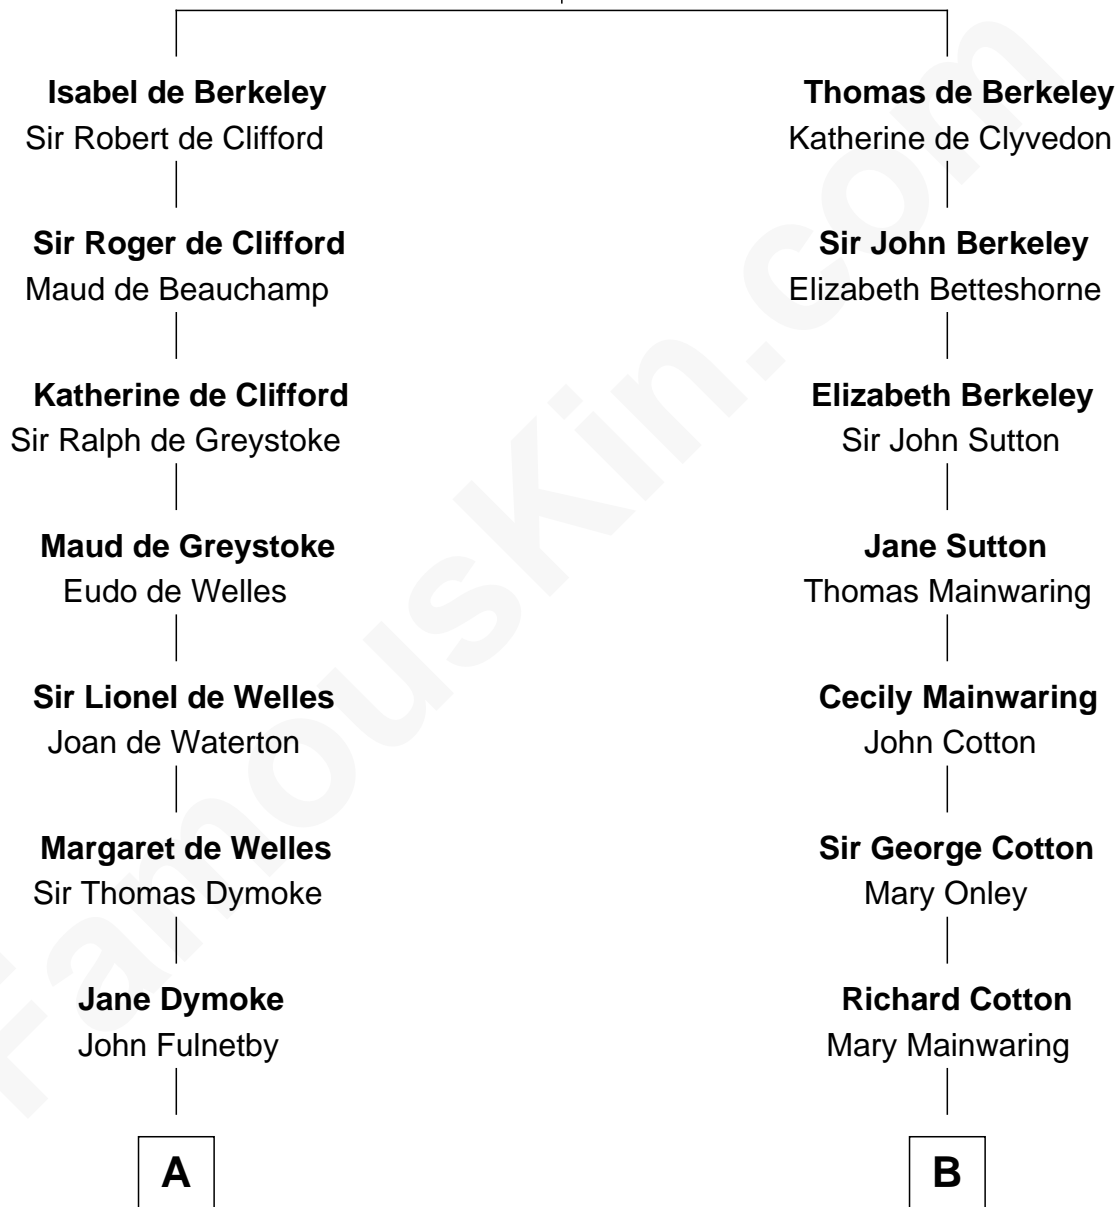 Isabel de Berkeley
Sir Robert de Clifford
Sir Roger de Clifford
Maud de Beauchamp
Katherine de Clifford
Sir Ralph de Greystoke
Maud de Greystoke
Eudo de Welles
Sir Lionel de Welles
Joan de Waterton
Margaret de Welles
Sir Thomas Dymoke
Jane Dymoke
John Fulnetby
A
Thomas de Berkeley
Katherine de Clyvedon
Sir John Berkeley
Elizabeth Betteshorne
Elizabeth Berkeley
Sir John Sutton
Jane Sutton
Thomas Mainwaring
Cecily Mainwaring
John Cotton
Sir George Cotton
Mary Onley
Richard Cotton
Mary Mainwaring
B
FamousKin.com